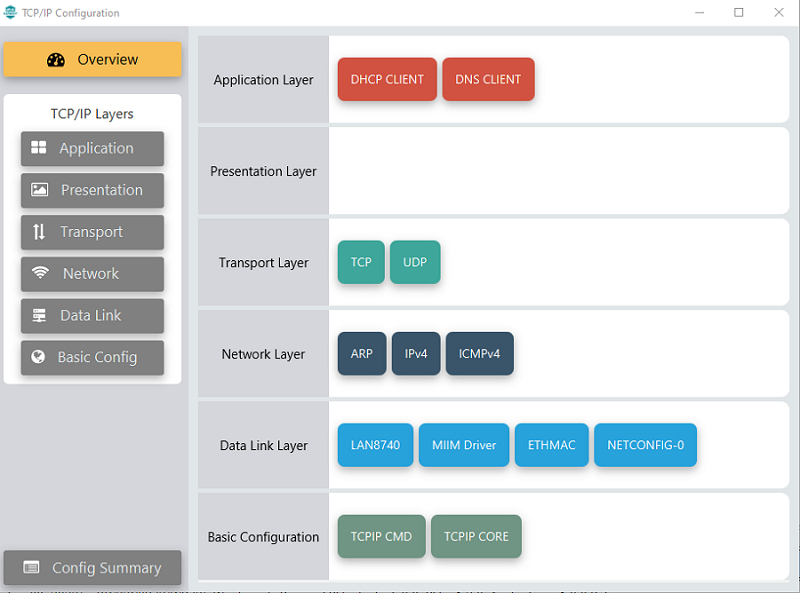 TCP/IP Configuration
Overview
TCP/IP Layers
Application
Presentation
Transport
Network
Data Link
Basic Config
Config Summary
Application Layer
DHCP CLIENT
DNS CLIENT
Presentation Layer
Transport Layer
TCP
UDP
Network Layer
ARP
IPv4
ICMPv4
Data Link Layer
LAN8740
MIIM Driver
ETHMAC
NETCONFIG-0
Basic Configuration
TCPIP CMD
TCPIP CORE